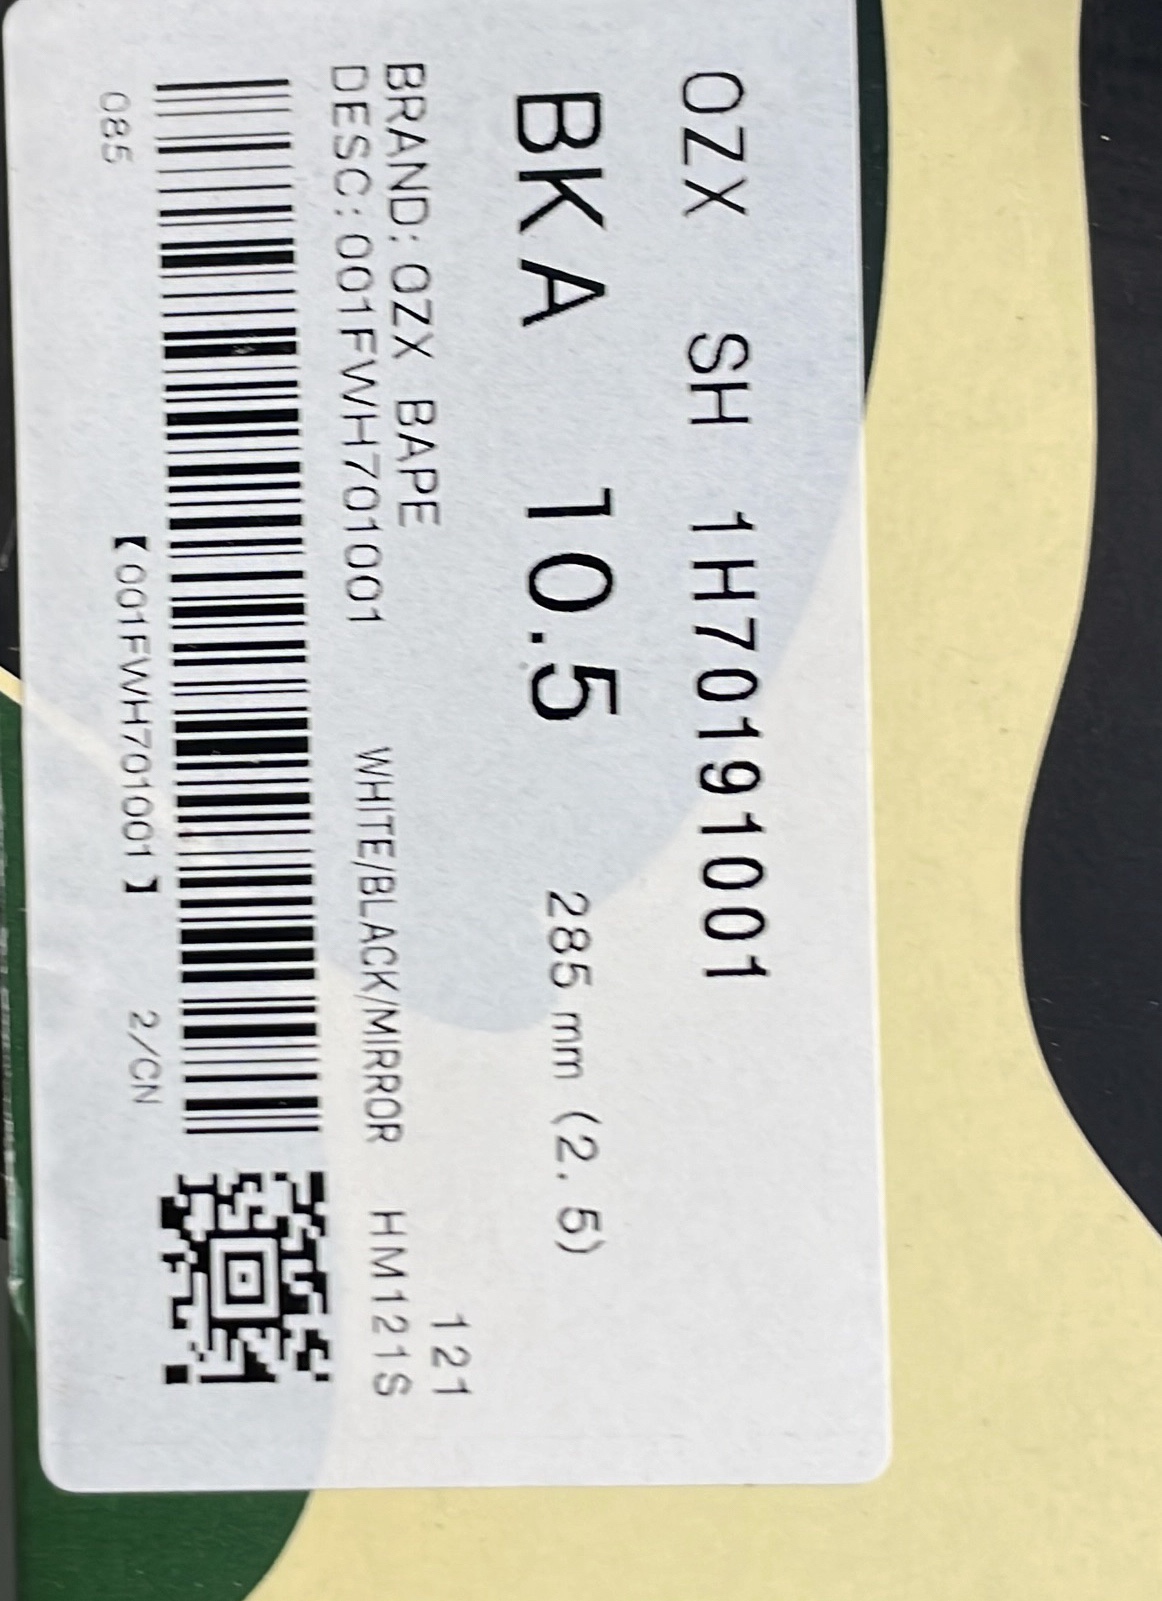 OZX SH 1H70191001
BKA 10.5 285 mm (2. 5)
121
BRAND:OZX BAPE
DESC:001FWH701001 WHITE/BLACK/MIRROR HM121S
085 【001FWH701001】 2/CN